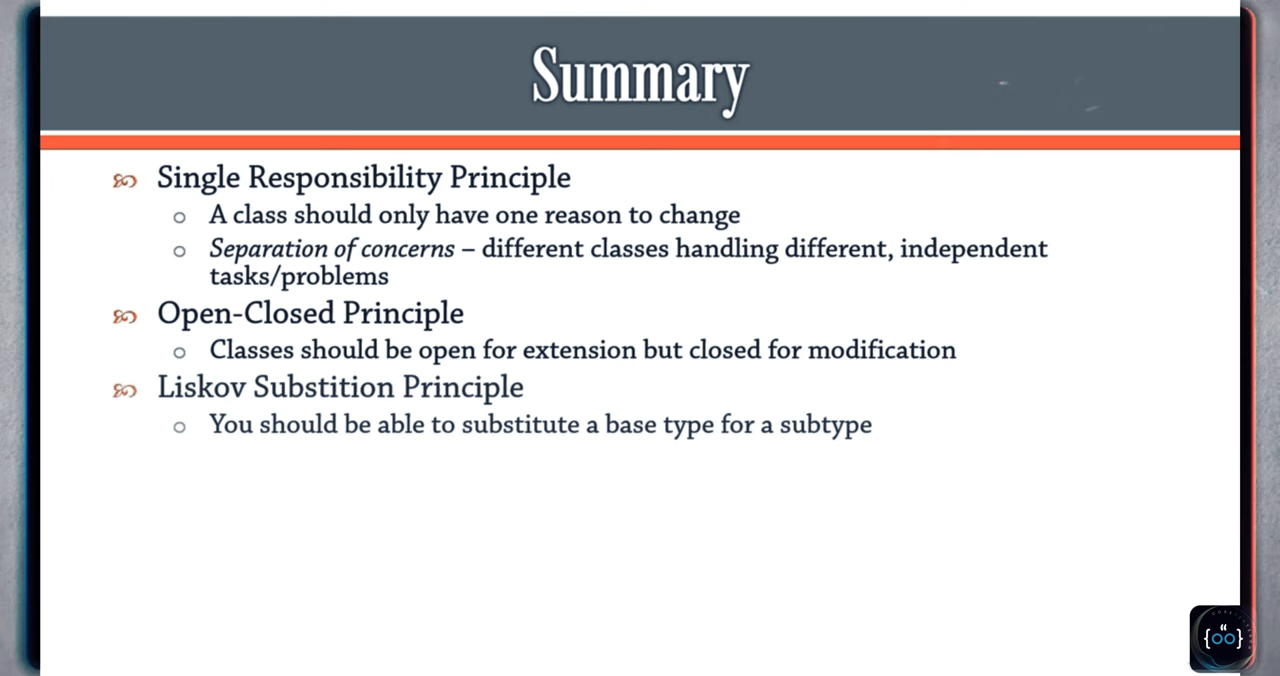 Summary
Single Responsibility Principle
A class should only have one reason to change
Separation of concerns – different classes handling different, independent
tasks/problems
Open-Closed Principle
Classes should be open for extension but closed for modification
Liskov Substition Principle
You should be able to substitute a base type for a subtype